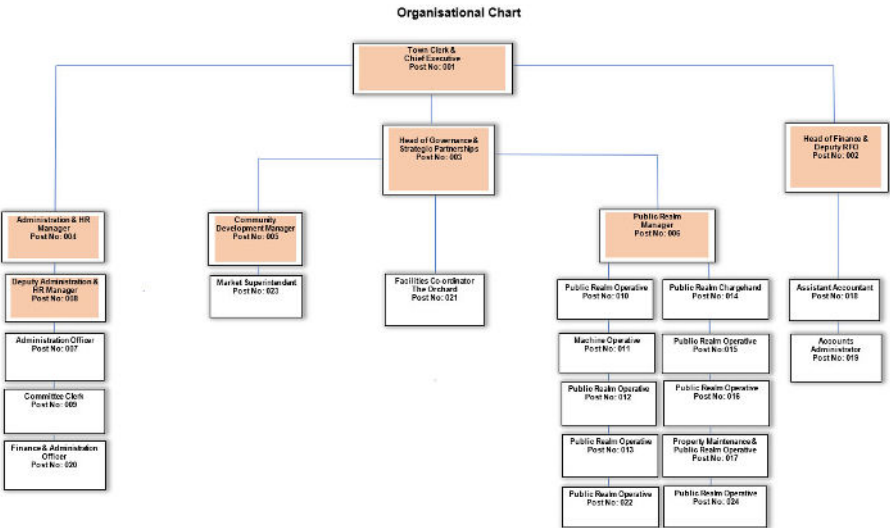 Organisational Chart
Town Clerk &
Chief Executive
Post No: 001
Head of Governance &
Strategic Partnerships
Post No: 003
Head of Finance &
Deputy RFO
Post No: 002
Administration & HR
Manager
Post No: 004
Community
Development Manager
Post No: 005
Public Realm
Manager
Post No: 006
Deputy Administration &
HR Manager
Post No: 008
Market Superintendent
Post No: 023
Facilities Co-ordinator
The Orchard
Post No: 021
Public Realm Operative
Post No: 010
Public Realm Chargehand
Post No: 014
Assistant Accountant
Post No: 018
Administration Officer
Post No: 007
Machine Operative
Post No: 011
Public Realm Operative
Post No:015
Accounts
Administrator
Post No: 019
Committee Clerk
Post No: 009
Public Realm Operative
Post No: 012
Public Realm Operative
Post No: 016
Finance & Administration
Officer
Post No: 020
Public Realm Operative
Post No: 013
Property Maintenance &
Public Realm Operative
Post No: 017
Public Realm Operative
Post No: 022
Public Realm Operative
Post No: 024